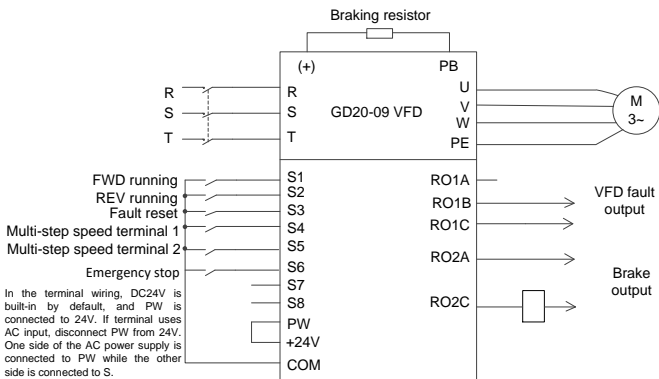 Braking resistor
(+)
PB
R
S
T
R
S
T
GD20-09 VFD
U
V
W
PE
M
3~
FWD running
REV running
Fault reset
Multi-step speed terminal 1
Multi-step speed terminal 2
Emergency stop
S1
S2
S3
S4
S5
S6
S7
S8
PW
+24V
COM
RO1A
RO1B
RO1C
RO2A
RO2C
VFD fault
output
Brake
output
In the terminal wiring, DC24V is
built-in by default, and PW is
connected to 24V. If terminal uses
AC input, disconnect PW from 24V.
One side of the AC power supply is
connected to PW while the other
side is connected to S.